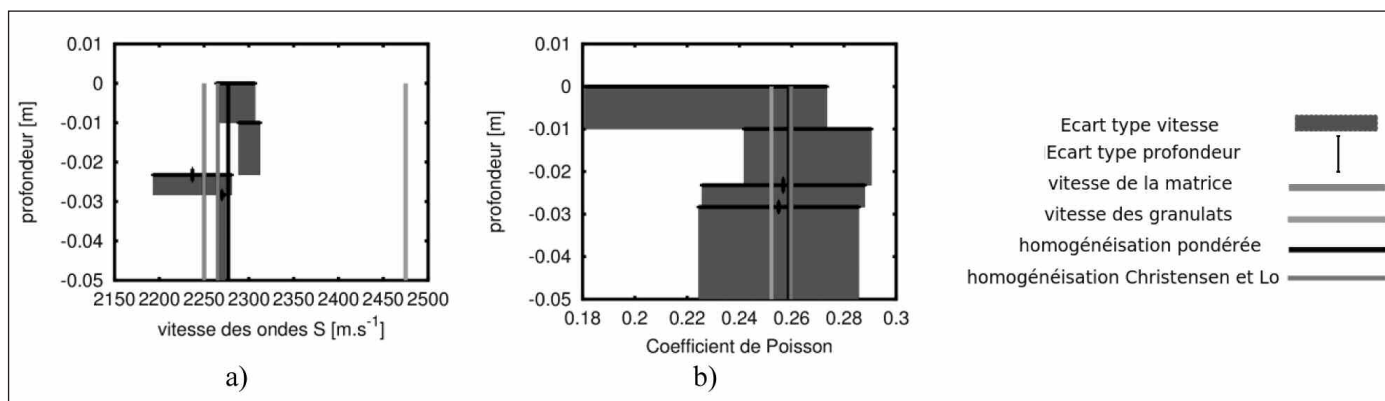 0.01
0
-0.01
-0.02
-0.03
-0.04
-0.05
profondeur [m]
2150 2200 2250 2300 2350 2400 2450 2500
vitesse des ondes S [m.s-1]
a)
0.01
0
-0.01
-0.02
-0.03
-0.04
-0.05
profondeur [m]
0.18 0.2 0.22 0.24 0.26 0.28 0.3
Coefficient de Poisson
b)
Ecart type vitesse
Ecart type profondeur
vitesse de la matrice
vitesse des granulats
homogénéisation pondérée
homogénéisation Christensen et Lo